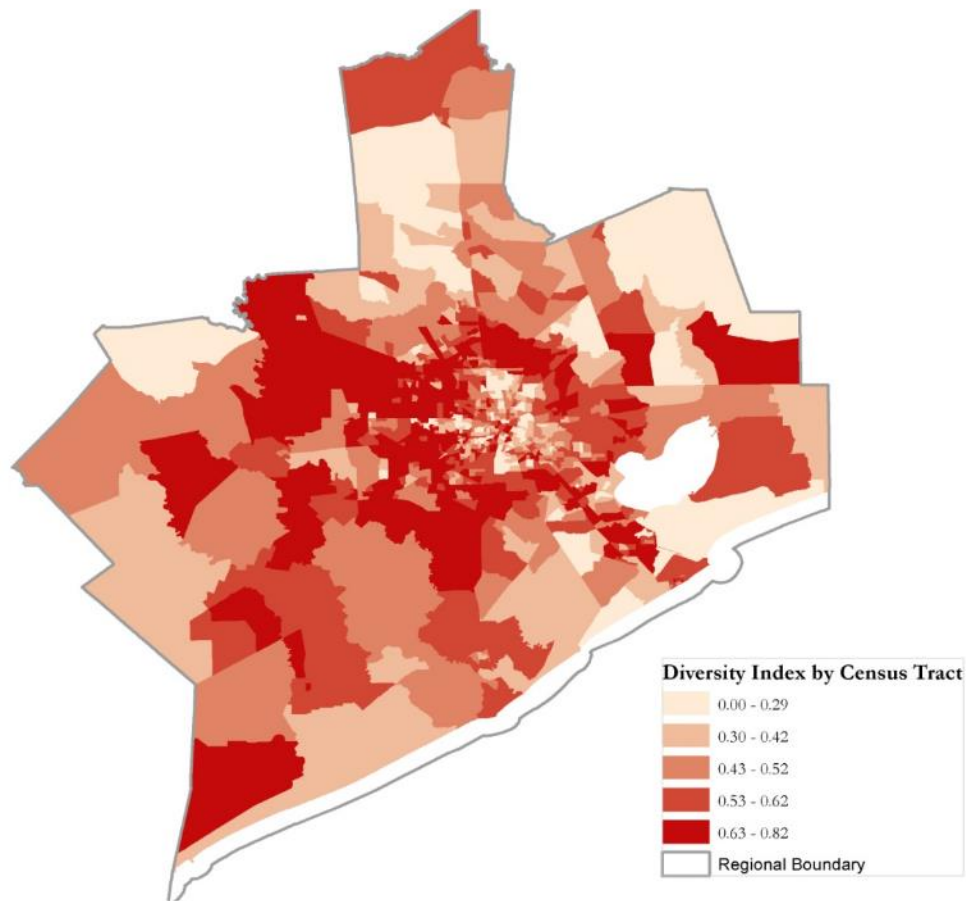 Diversity Index by Census Tract
0.00 - 0.29
0.30 - 0.42
0.43 - 0.52
0.53 - 0.62
0.63 - 0.82
Regional Boundary